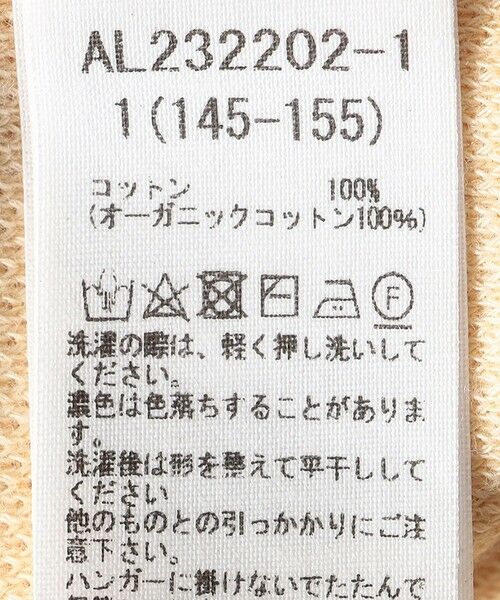 AL232202-1
1(145-155)
コットン 100%
(オーガニックコットン100%)
F
洗濯の際は、軽く押し洗いして
ください。
濃色は色落ちすることがありま
す。
洗濯後は形を整えて平干しして
ください
他のものとの引っかかりにご注
意下さい。
ハンガーに掛けないでたたんで